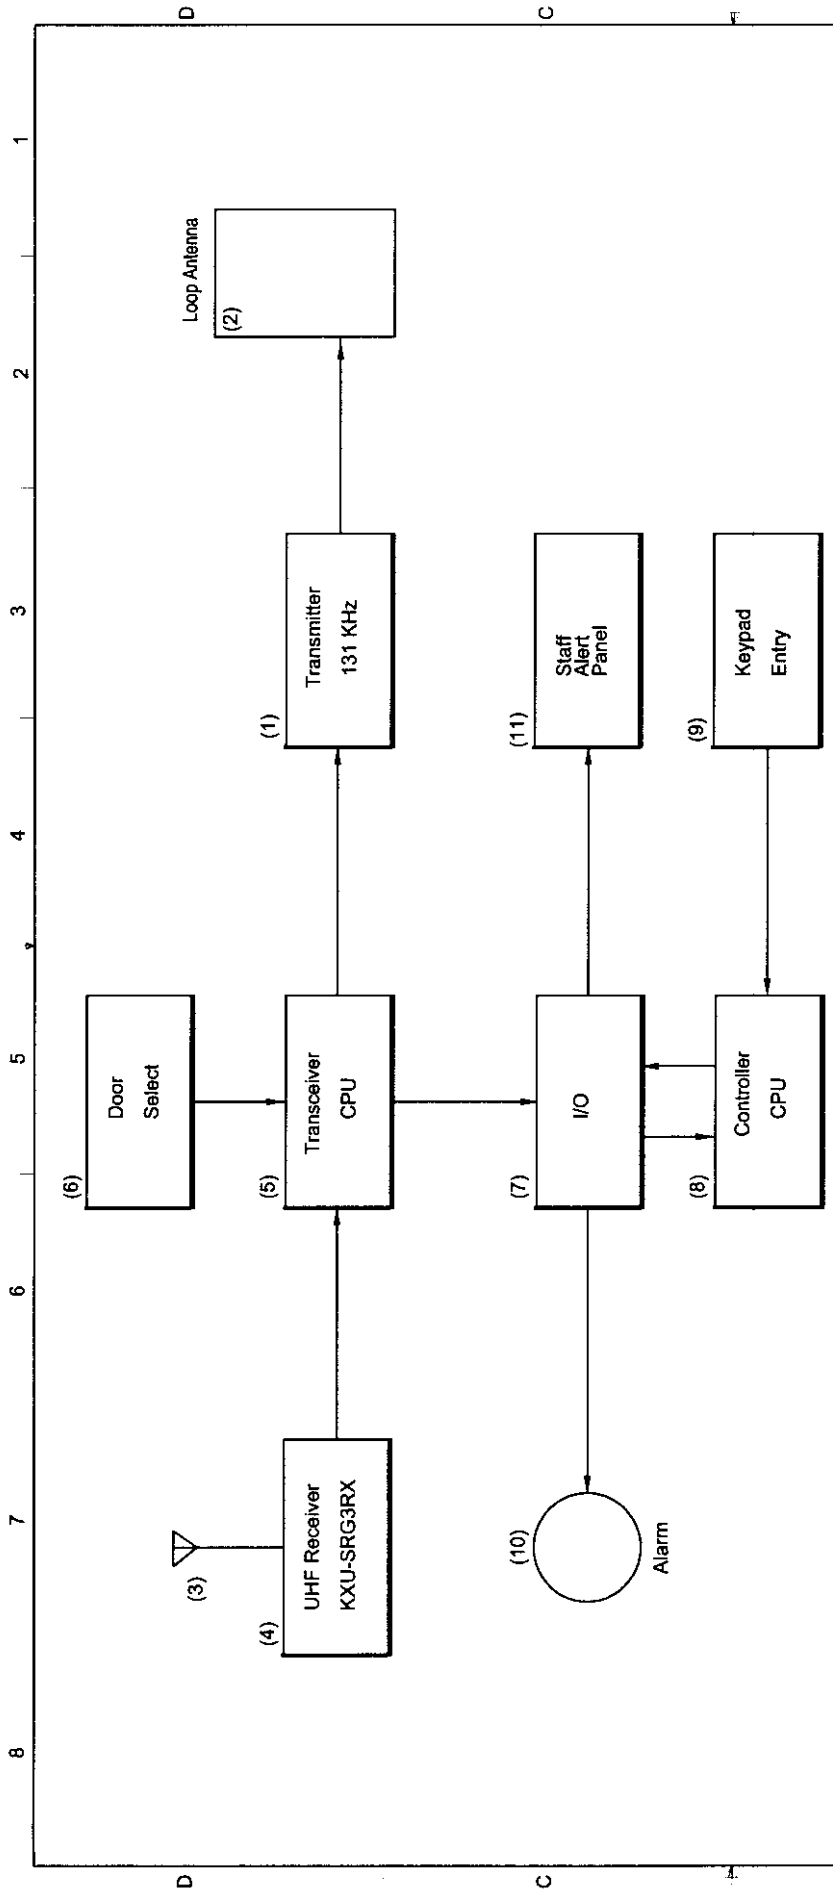 8
7
6
5
4
3
2
1
D
D
(6)
Door
Select
Loop Antenna
(2)
(3)
(4)
UHF Receiver
KXU-SRG3RX
(5)
Transceiver
CPU
(1)
Transmitter
131 KHz
C
C
(10)
Alarm
(7)
I/O
(11)
Staff
Alert
Panel
(8)
Controller
CPU
(9)
Keypad
Entry